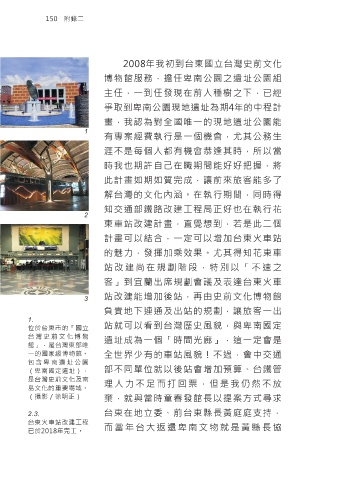 150 附錄二
2008年我初到台東國立台灣史前文化
博物館服務，擔任卑南公園之遺址公園組
主任，一到任發現在前人種樹之下，已經
爭取到卑南公園現地遺址為期4年的中程計
畫，我認為對全國唯一的現地遺址公園能
有專案經費執行是一個機會，尤其公務生
涯不是每個人都有機會恭逢其時，所以當
時我也期許自己在職期間能好好把握，將
此計畫如期如質完成，讓前來旅客能多了
解台灣的文化內涵。在執行期間，同時得
知交通部鐵路改建工程局正好也在執行花
東車站改建計畫，直覺想到，若是此二個
計畫可以結合，一定可以增加台東火車站
的魅力，發揮加乘效果。尤其得知花東車
站改建尚在規劃階段，特別以「不速之
客」到宜蘭出席規劃會議及表達台東火車
站改建能增加後站，再由史前文化博物館
負責地下連通及出站的規劃，讓旅客一出
站就可以看到台灣歷史風貌，與卑南國定
遺址成為一個「時間光廊」，這一定會是
全世界少有的車站風貌！不過，會中交通
部不同單位就以後站會增加預算、台鐵管
理人力不足而打回票，但是我仍然不放
棄，就與當時童春發館長以提案方式尋求
台東在地立委、前台東縣長黃庭庭支持，
而當年台大返還卑南文物就是黃縣長協
1
2
3
1.
位於台東市的「國立
台灣史前文化博物
館」，是台灣東部唯
一的國家級博物館。
包含卑南遺址公園
（卑南國定遺址），
是台灣史前文化及南
島文化的重要場域。
（攝影／徐明正）
2.3.
台東火車站改建工程
已於2018年完工。